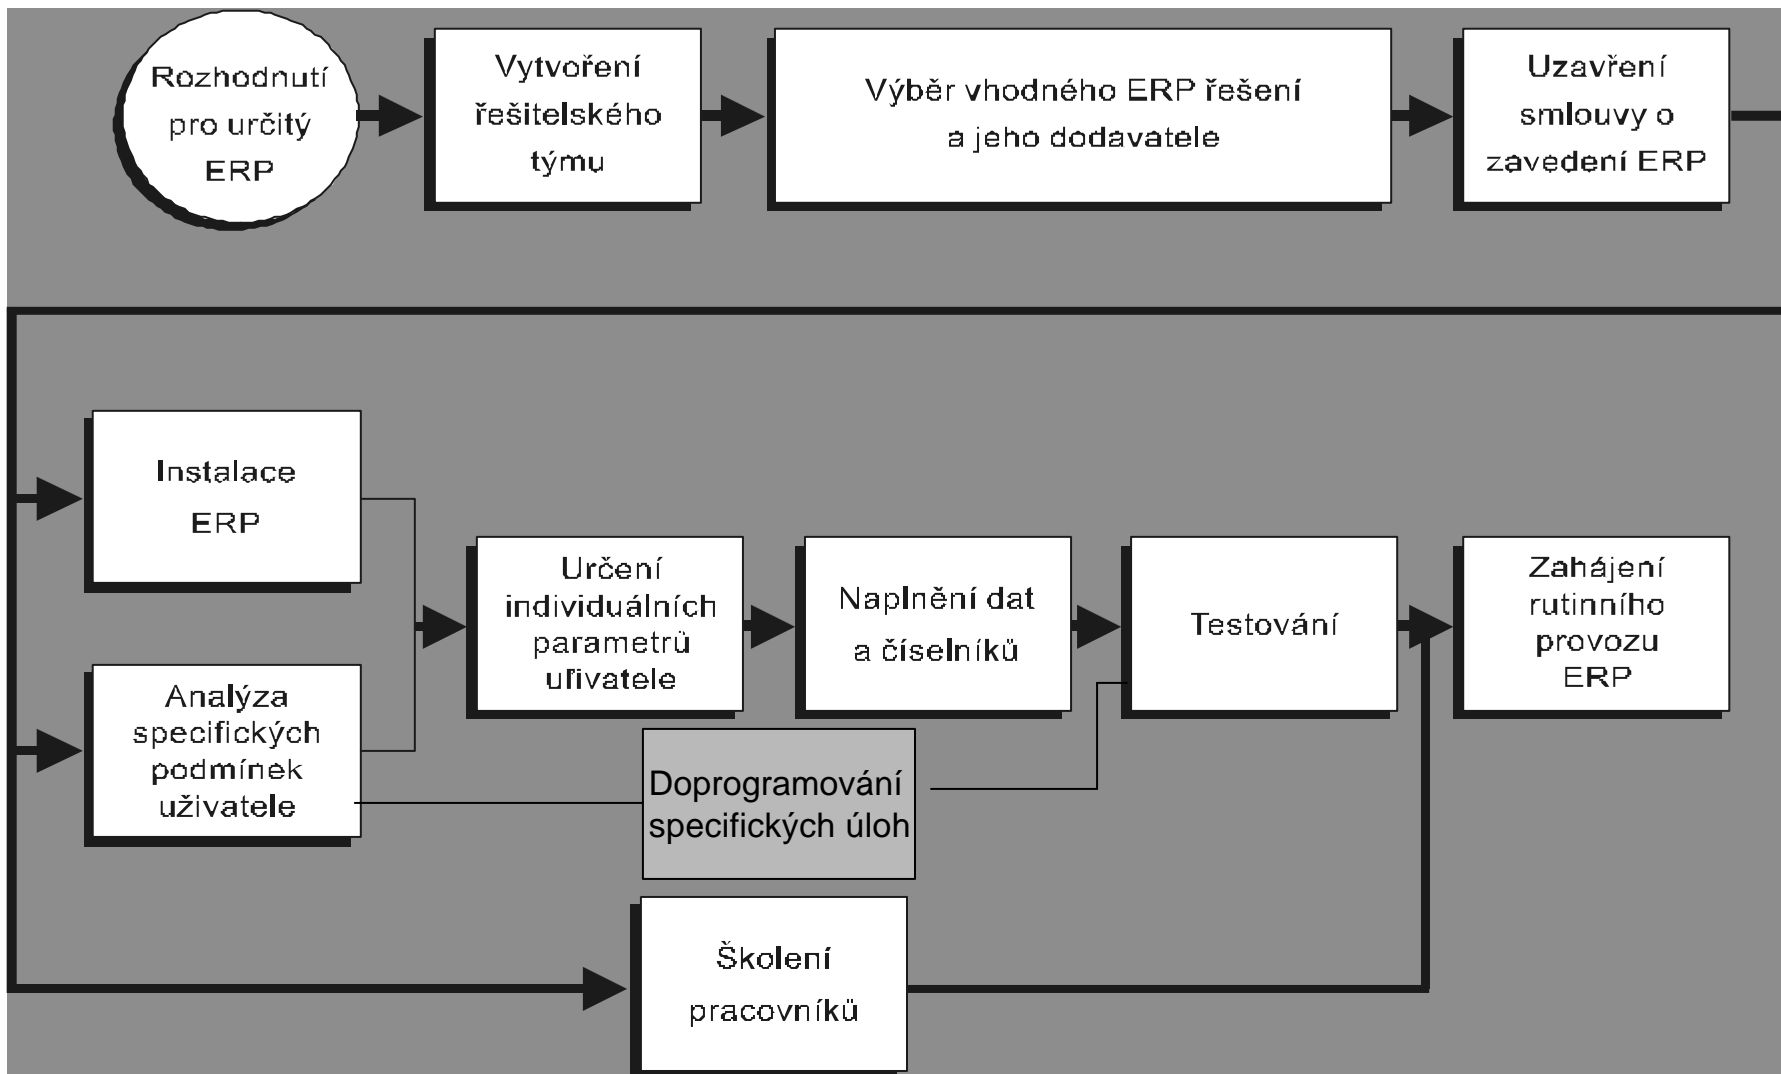 Rozhodnutí
pro určitý
ERP
Vytvoření
řešitelského
týmu
Výběr vhodného ERP řešení
a jeho dodavatele
Uzavření
smlouvy o
zavedení ERP
Instalace
ERP
Analýza
specifických
podmínek
uživatele
Určení
individuálních
parametrů
uľivatele
Naplnění dat
a číselníků
Testování
Zahájení
rutinního
provozu
ERP
Doprogramování
specifických úloh
Školení
pracovníků